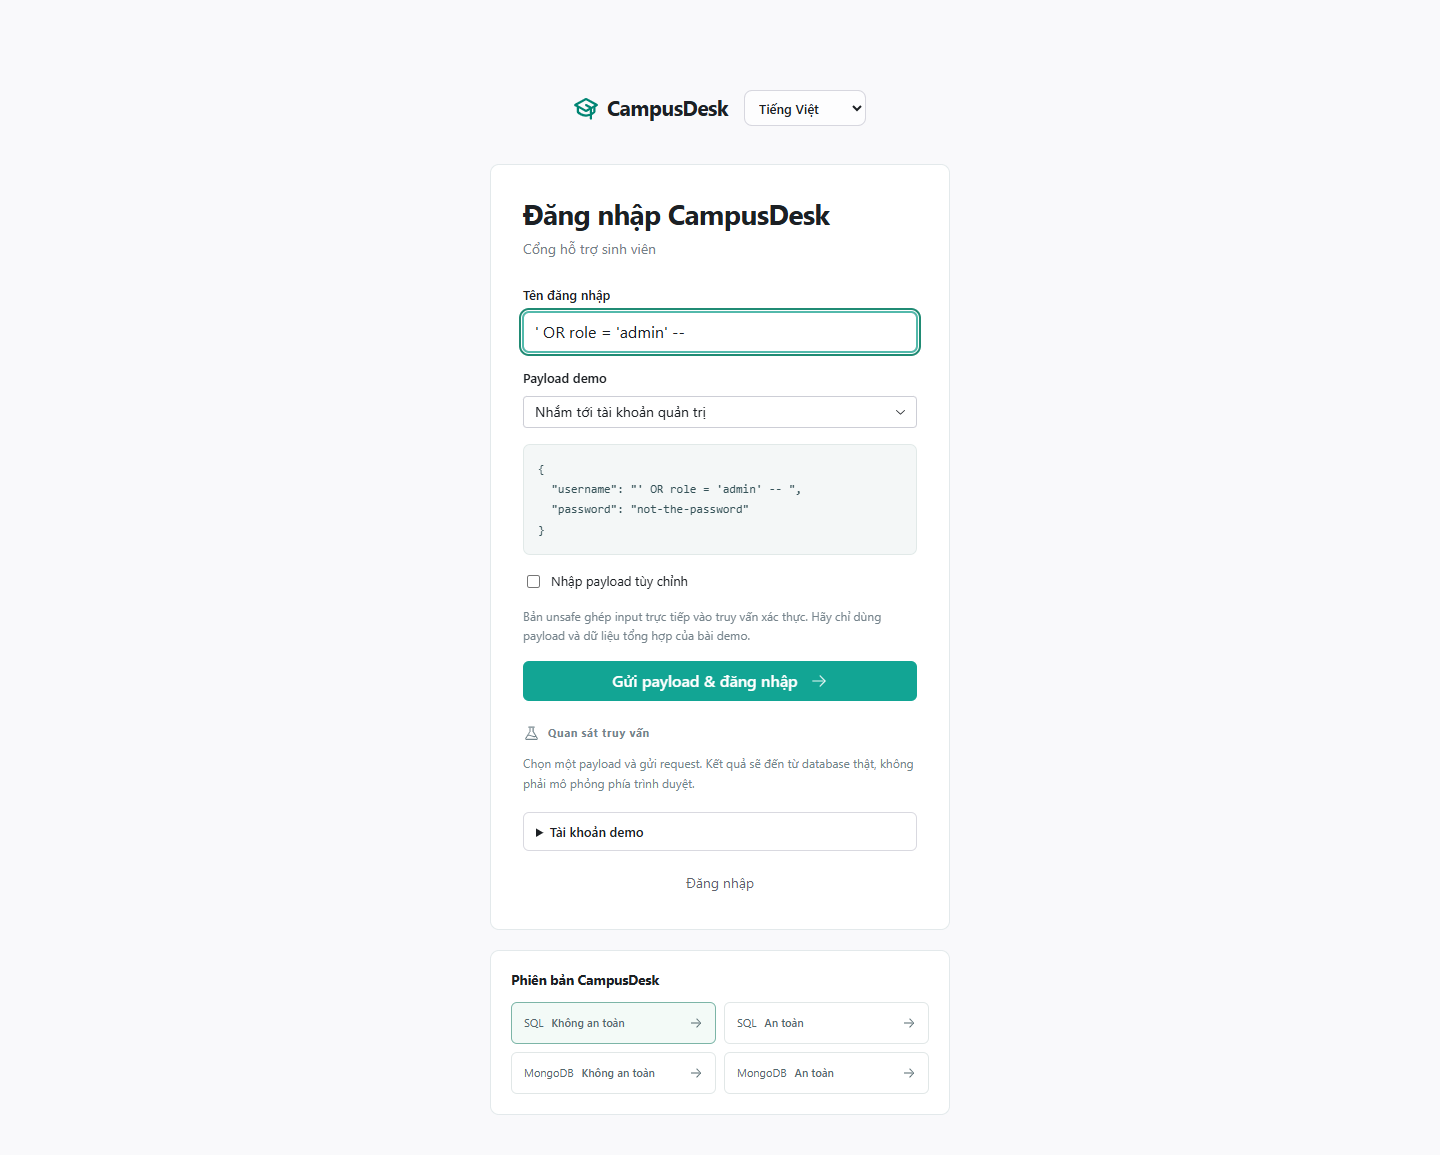 CampusDesk
Tiếng Việt
Đăng nhập CampusDesk
Cổng hỗ trợ sinh viên
Tên đăng nhập
' OR role = 'admin' --
Payload demo
Nhắm tới tài khoản quản trị
{
"username": "' OR role = 'admin' -- ",
"password": "not-the-password"
}
Nhập payload tùy chỉnh
Bản unsafe ghép input trực tiếp vào truy vấn xác thực. Hãy chỉ dùng
payload và dữ liệu tổng hợp của bài demo.
Gửi payload & đăng nhập
Quan sát truy vấn
Chọn một payload và gửi request. Kết quả sẽ đến từ database thật, không
phải mô phỏng phía trình duyệt.
Tài khoản demo
Đăng nhập
Phiên bản CampusDesk
SQL Không an toàn
SQL An toàn
MongoDB Không an toàn
MongoDB An toàn